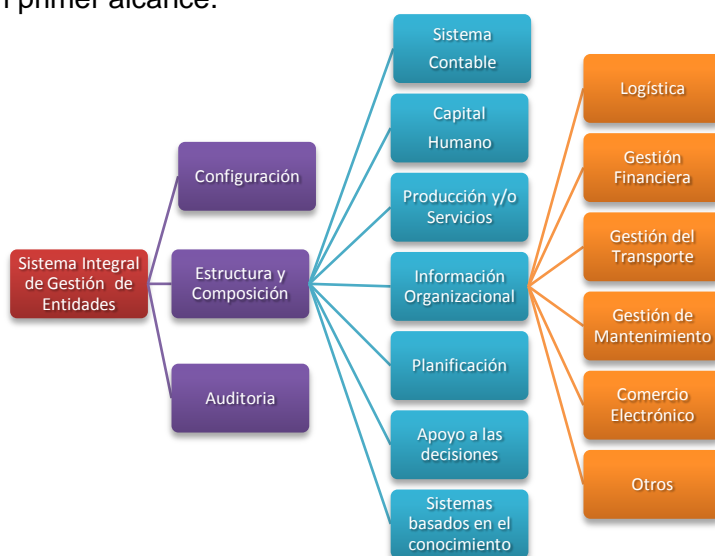 primer alcance.
Sistema Integral
de Gestión de
Entidades
Configuración
Estructura y
Composición
Auditoria
Sistema
Contable
Capital
Humano
Producción y/o
Servicios
Información
Organizacional
Planificación
Apoyo a las
decisiones
Sistemas
basados en el
conocimiento
Logística
Gestión
Financiera
Gestión del
Transporte
Gestión de
Mantenimiento
Comercio
Electrónico
Otros